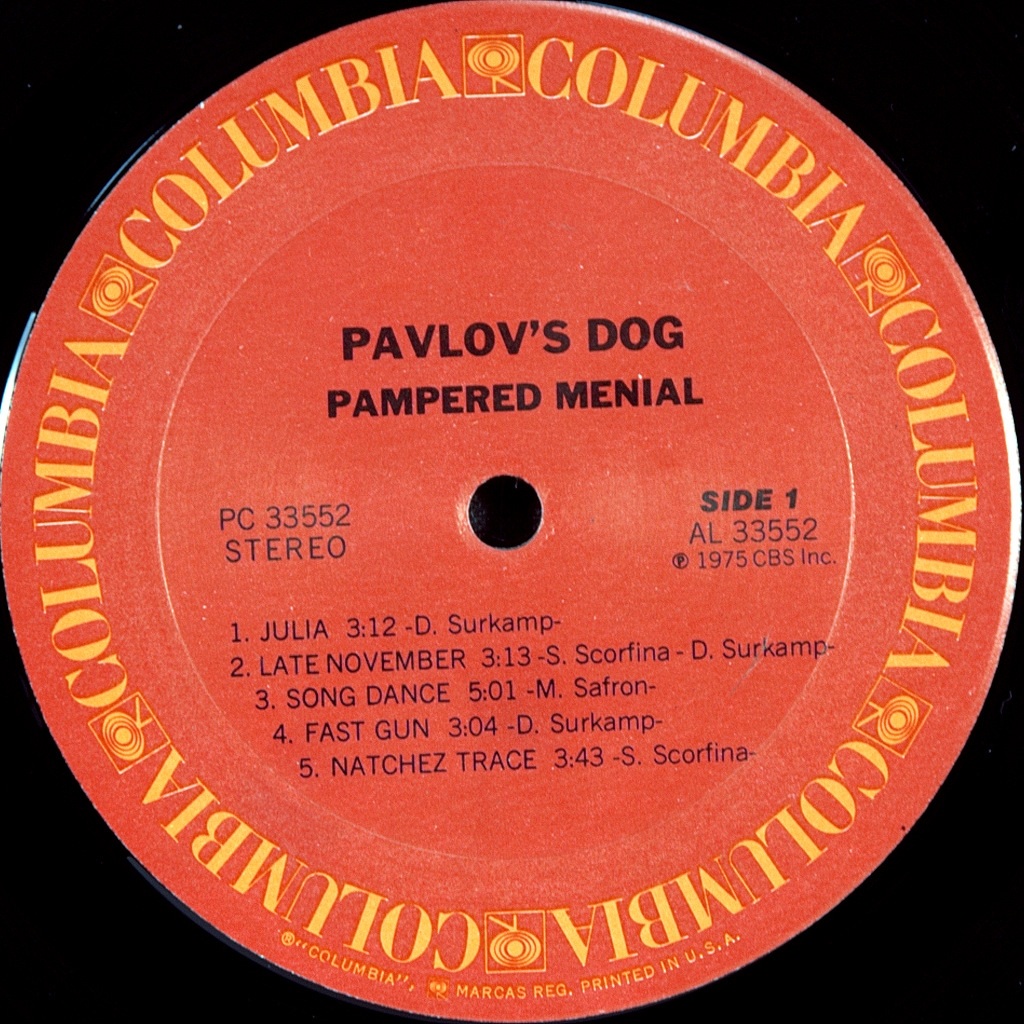 COLUMBIA COLUMBIA COLUMBIA COLUMBIA COLUMBIA COLUMBIA
PAVLOV'S DOG
PAMPERED MENIAL
PC 33552
STEREO
SIDE 1
AL 33552
℗ 1975 CBS Inc.
1. JULIA 3:12 -D. Surkamp-
2. LATE NOVEMBER 3:13 -S. Scorfina - D. Surkamp-
3. SONG DANCE 5:01 -M. Safron-
4. FAST GUN 3:04 -D. Surkamp-
5. NATCHEZ TRACE 3:43 -S. Scorfina-
®"COLUMBIA", MARCAS REG. PRINTED IN U.S.A.